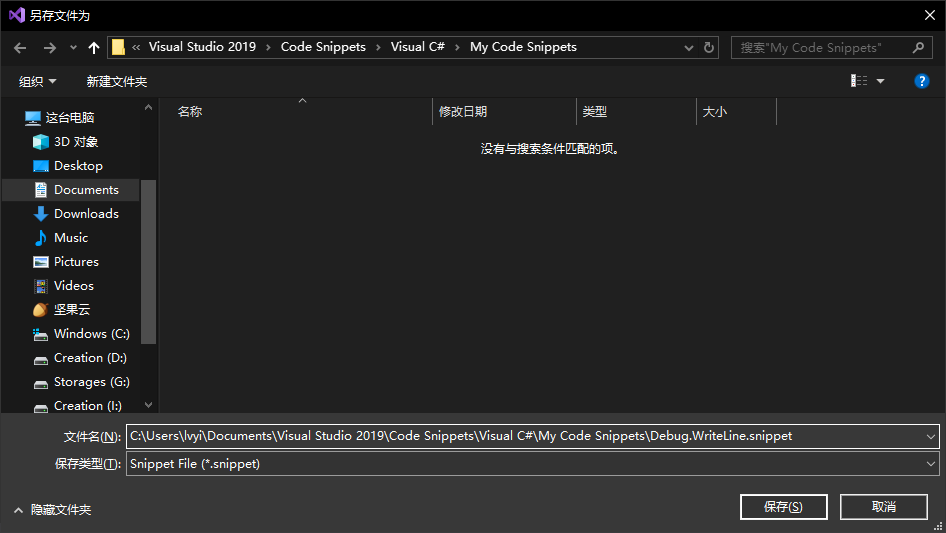 另存文件为
« Visual Studio 2019 › Code Snippets › Visual C# › My Code Snippets
搜索"My Code Snippets"
组织 新建文件夹
名称 修改日期 类型 大小
没有与搜索条件匹配的项。
这台电脑
3D 对象
Desktop
Documents
Downloads
Music
Pictures
Videos
坚果云
Windows (C:)
Creation (D:)
Storages (G:)
Creation (I:)
文件名(N): C:\Users\lvyi\Documents\Visual Studio 2019\Code Snippets\Visual C#\My Code Snippets\Debug.WriteLine.snippet
保存类型(T): Snippet File (*.snippet)
隐藏文件夹
保存(S) 取消